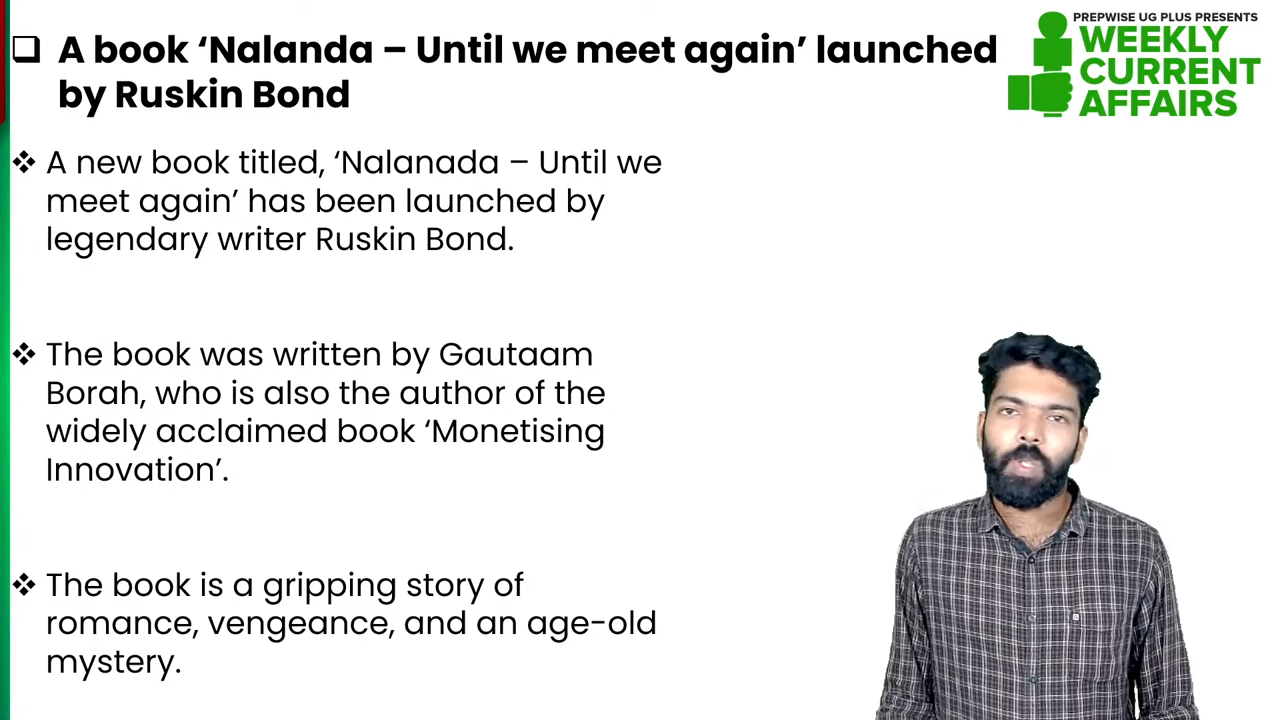 A book ‘Nalanda – Until we meet again’ launched
by Ruskin Bond
PREPWISE UG PLUS PRESENTS
WEEKLY
CURRENT
AFFAIRS
A new book titled, ‘Nalanada – Until we
meet again’ has been launched by
legendary writer Ruskin Bond.
The book was written by Gautaam
Borah, who is also the author of the
widely acclaimed book ‘Monetising
Innovation’.
The book is a gripping story of
romance, vengeance, and an age-old
mystery.